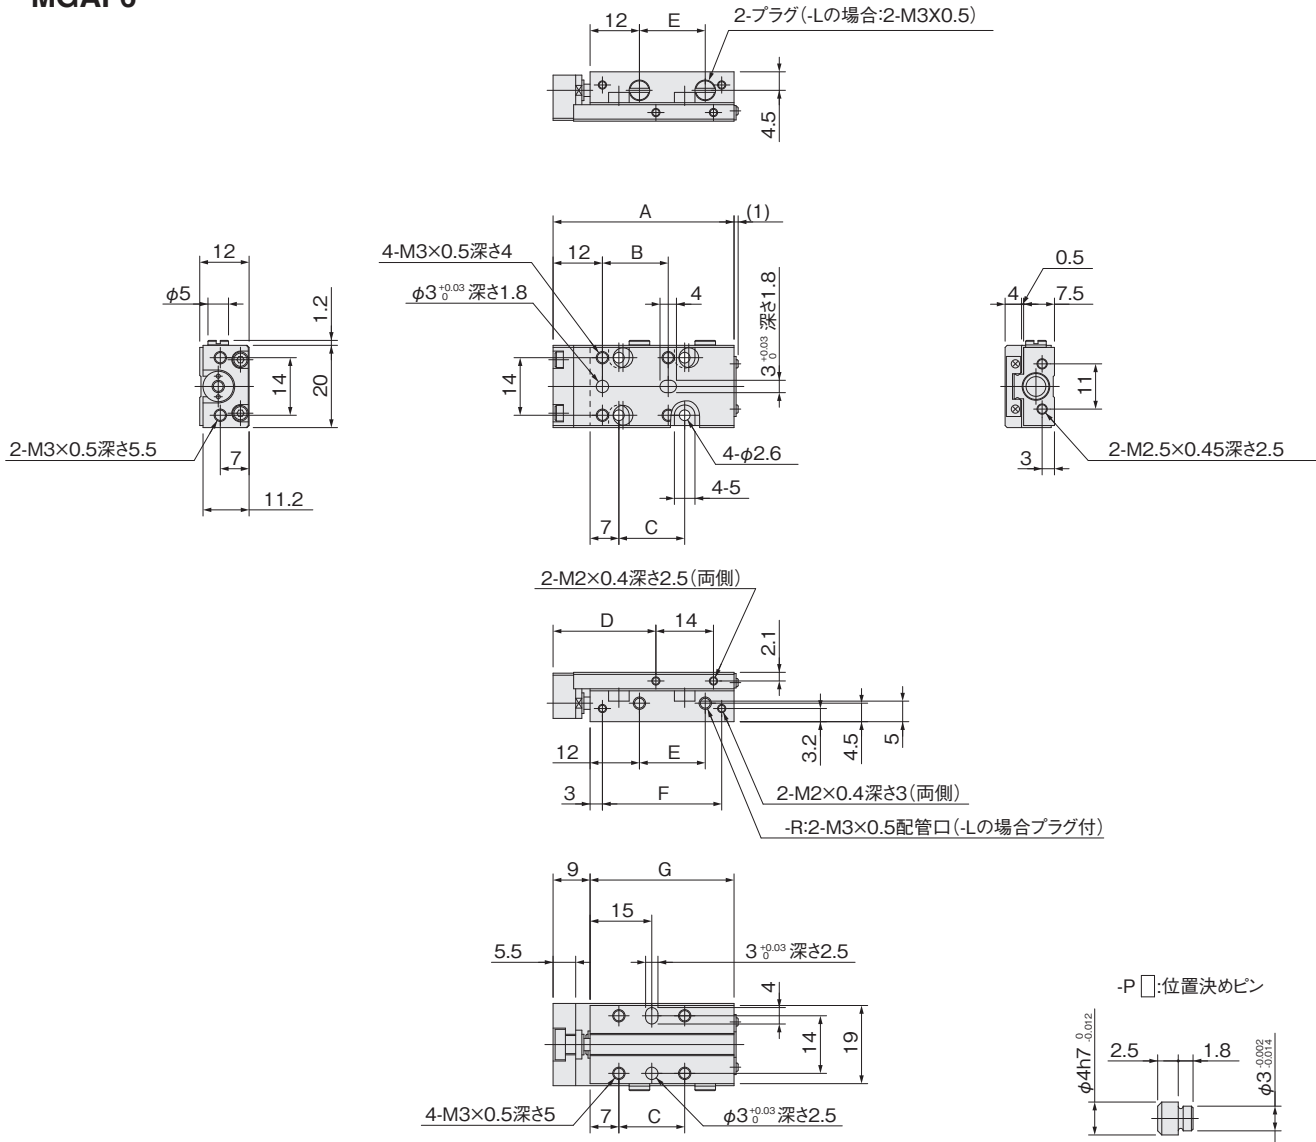 12
E
2-プラグ(-Lの場合:2-M3X0.5)
4.5
A
(1)
4-M3×0.5深さ4
12
B
φ3 +0.03 0 深さ1.8
4
3 +0.03 0 深さ1.8
14
4-φ2.6
4-5
7
C
12
φ5
1.2
14
20
2-M3×0.5深さ5.5
7
11.2
0.5
4
7.5
11
3
2-M2.5×0.45深さ2.5
2-M2×0.4深さ2.5(両側)
D
14
2.1
12
E
3.2
4.5
5
3
F
2-M2×0.4深さ3(両側)
-R:2-M3×0.5配管口(-Lの場合プラグ付)
9
G
15
5.5
3 +0.03 0 深さ2.5
4
14
19
4-M3×0.5深さ5
7
C
φ3 +0.03 0 深さ2.5
-P □:位置決めピン
φ4h7 0 -0.012
2.5
1.8
φ3 -0.002 -0.014